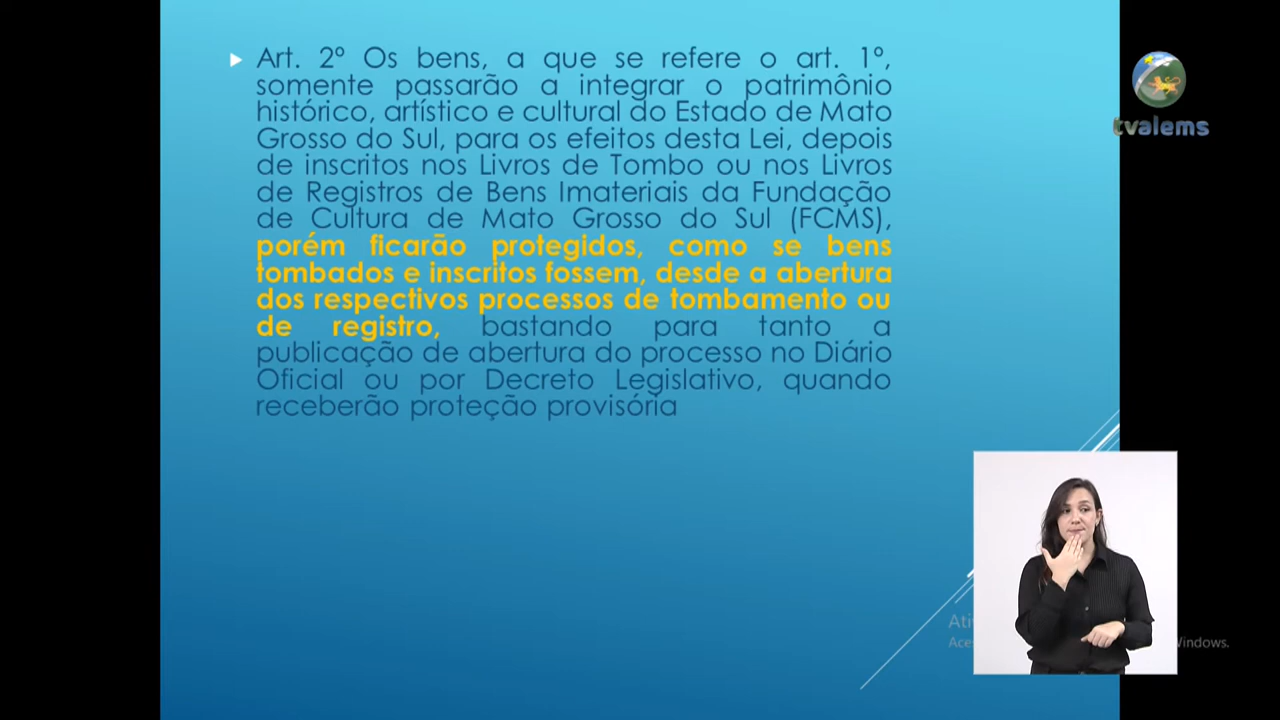 Art. 2º Os bens, a que se refere o art. 1º,
somente passarão a integrar o patrimônio
histórico, artístico e cultural do Estado de Mato
Grosso do Sul, para os efeitos desta Lei, depois
de inscritos nos Livros de Tombo ou nos Livros
de Registros de Bens Imateriais da Fundação
de Cultura de Mato Grosso do Sul (FCMS),
porém ficarão protegidos, como se bens
tombados e inscritos fossem, desde a abertura
dos respectivos processos de tombamento ou
de registro, bastando para tanto a
publicação de abertura do processo no Diário
Oficial ou por Decreto Legislativo, quando
receberão proteção provisória
tvalems
Windows.